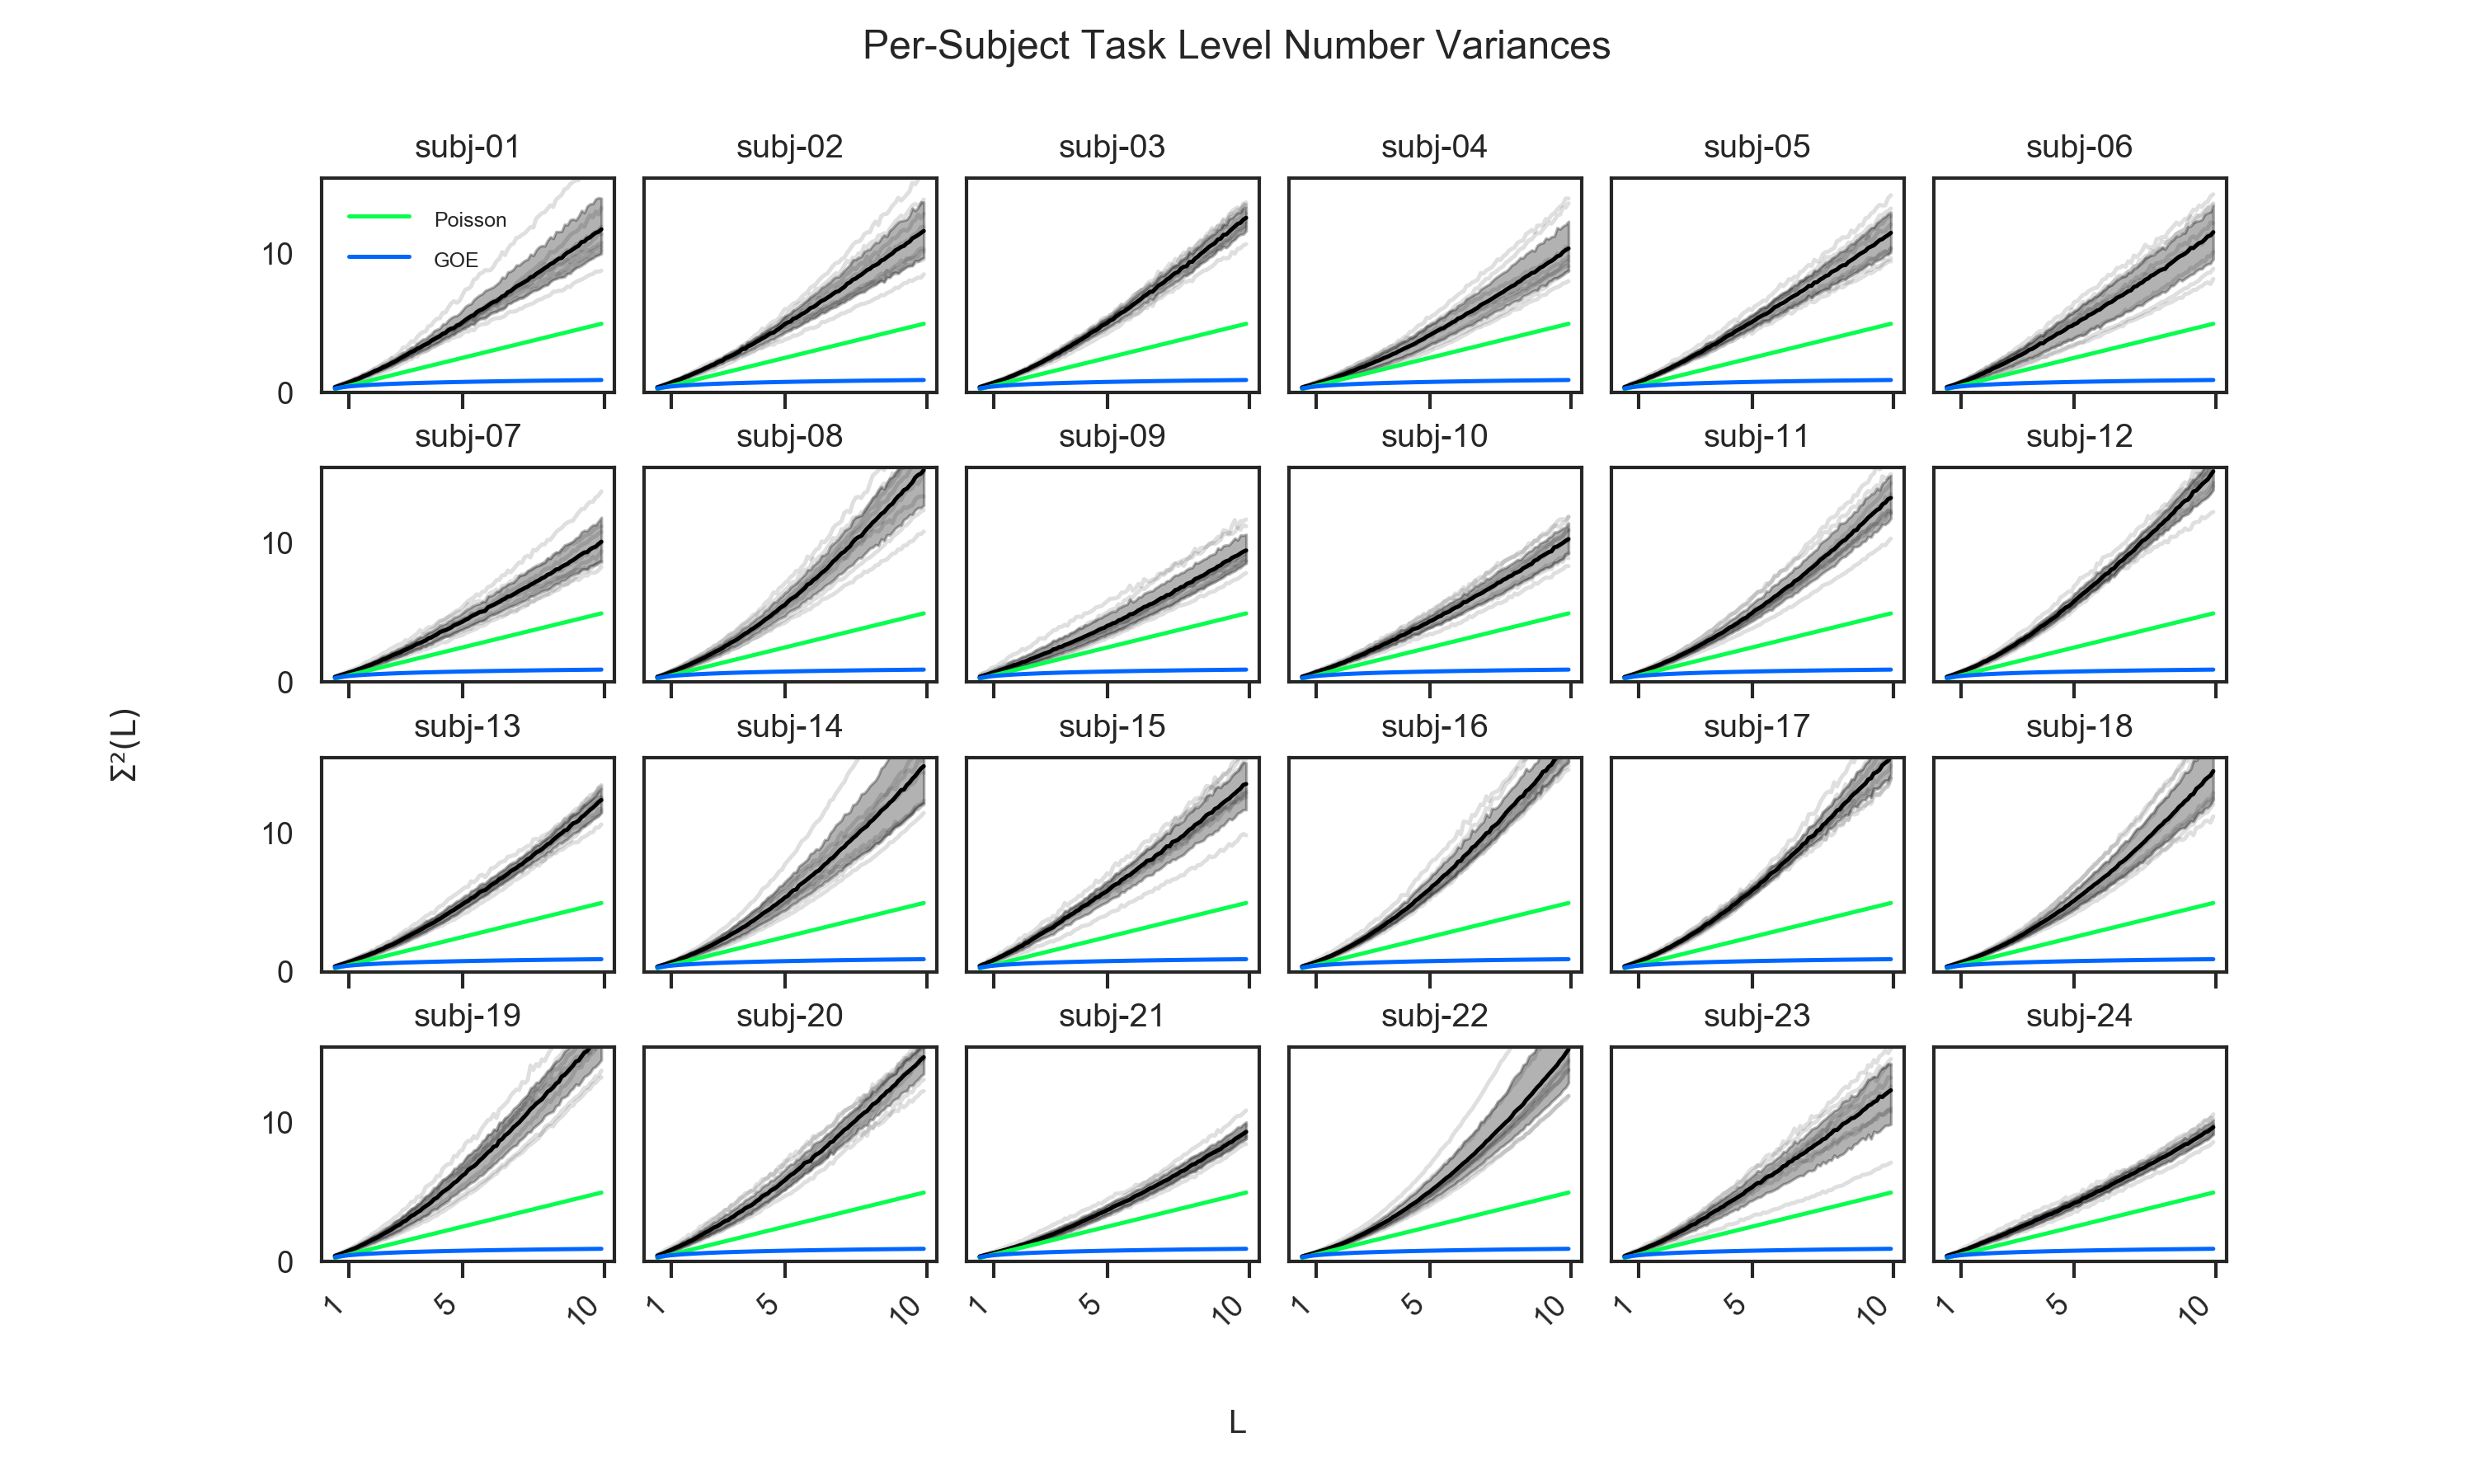 Per-Subject Task Level Number Variances
subj-01 subj-02 subj-03 subj-04 subj-05 subj-06
Poisson
GOE
10
0
subj-07 subj-08 subj-09 subj-10 subj-11 subj-12
10
0
subj-13 subj-14 subj-15 subj-16 subj-17 subj-18
10
0
subj-19 subj-20 subj-21 subj-22 subj-23 subj-24
10
0
1 5 10 1 5 10 1 5 10 1 5 10 1 5 10 1 5 10
Σ²(L)
L